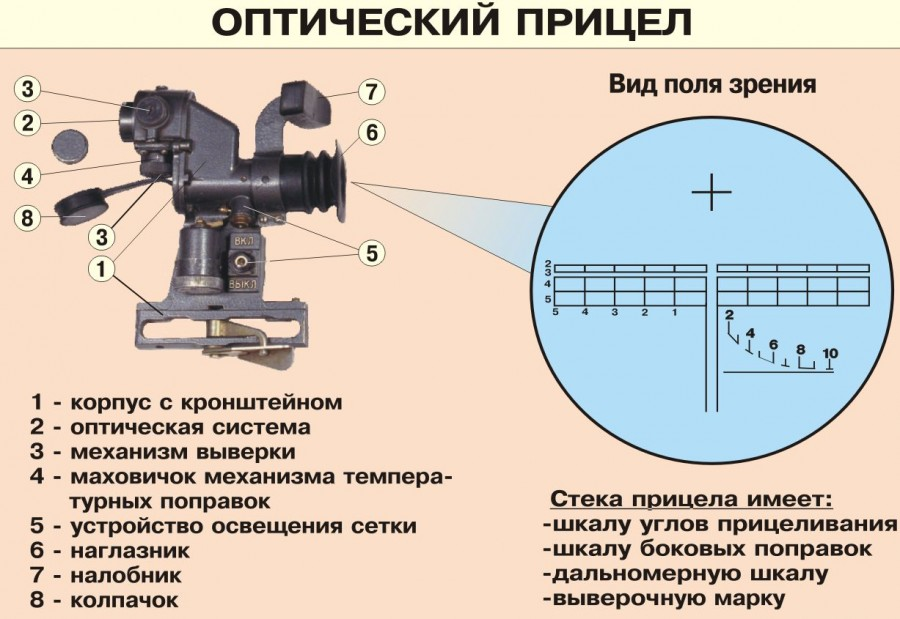 ОПТИЧЕСКИЙ ПРИЦЕЛ
3
2
4
8
3
1
7
6
5
ВКЛ
ВЫКЛ
Вид поля зрения
2
3
4
5
5 4 3 2 1
2
4
6
8
10
1 - корпус с кронштейном
2 - оптическая система
3 - механизм выверки
4 - маховичок механизма темпера-
турных поправок
5 - устройство освещения сетки
6 - наглазник
7 - налобник
8 - колпачок
Стека прицела имеет:
-шкалу углов прицеливания
-шкалу боковых поправок
-дальномерную шкалу
-выверочную марку